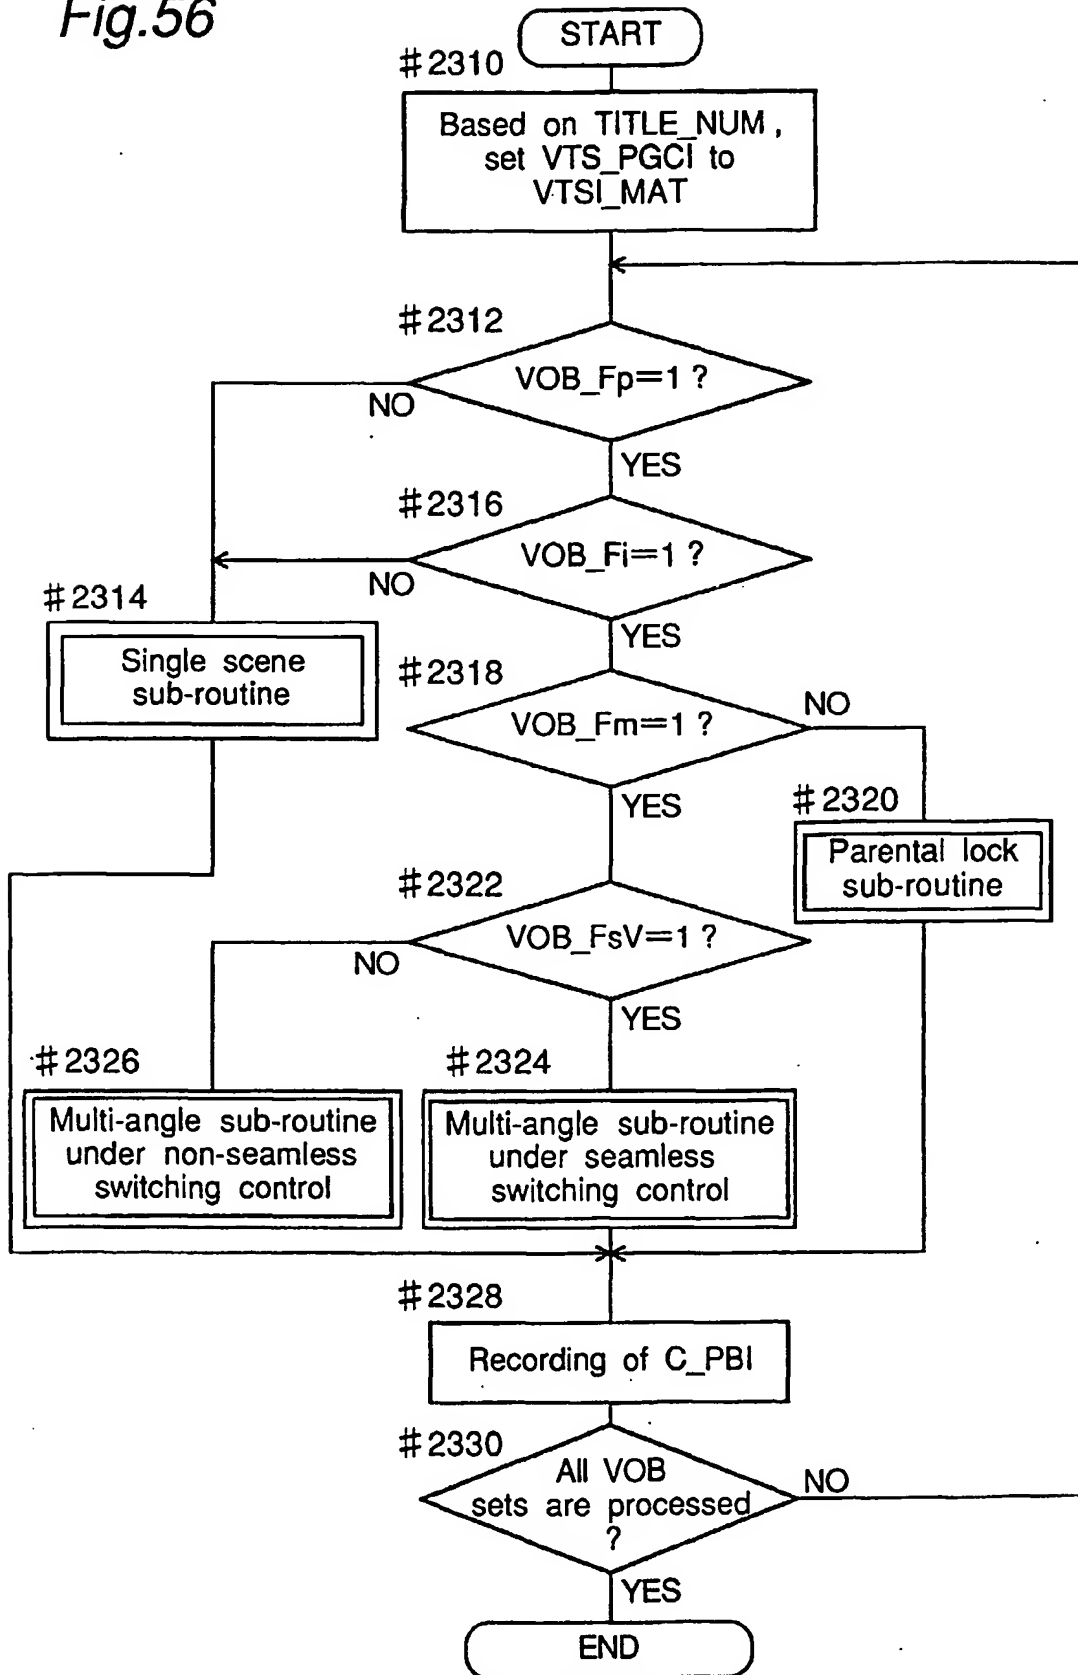 Fig.56
START
#2310
Based on TITLE_NUM,
set VTS_PGCI to
VTSI_MAT
#2312
VOB_Fp=1 ?
NO
YES
#2316
VOB_Fi=1 ?
NO
YES
#2314
Single scene
sub-routine
#2318
VOB_Fm=1 ?
NO
YES
#2320
Parental lock
sub-routine
#2322
VOB_FsV=1 ?
NO
YES
#2326
Multi-angle sub-routine
under non-seamless
switching control
#2324
Multi-angle sub-routine
under seamless
switching control
#2328
Recording of C_PBI
#2330
All VOB
sets are processed
?
NO
YES
END